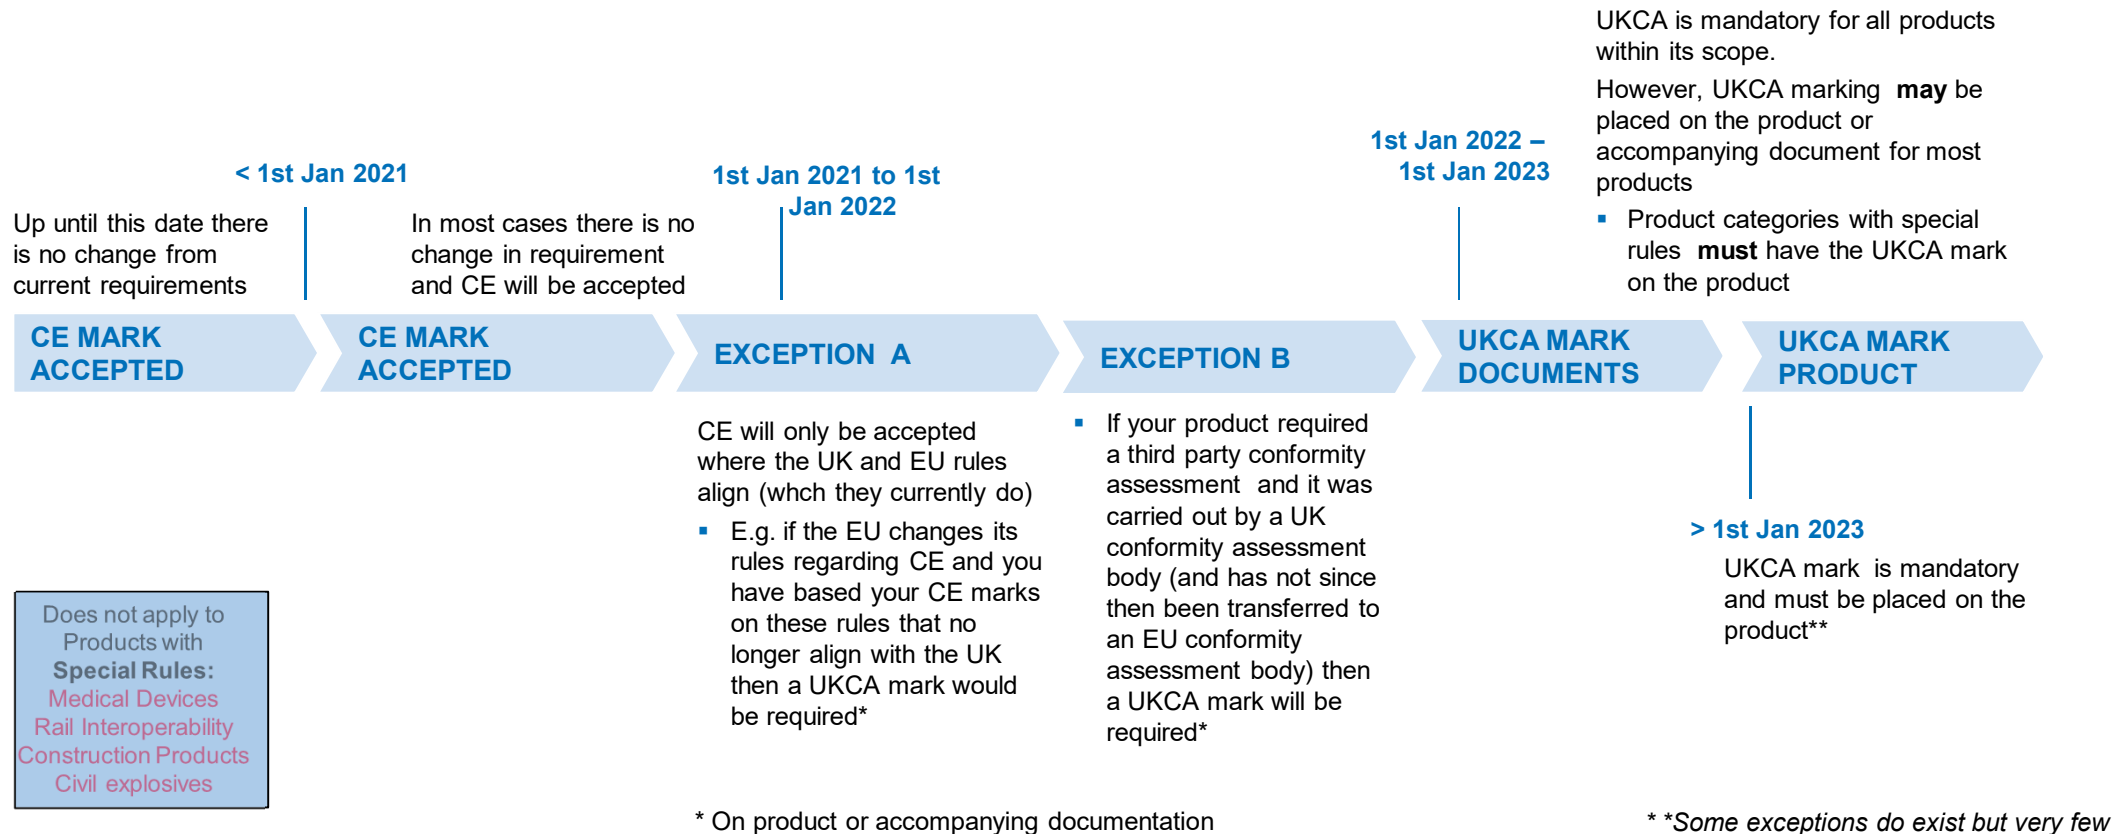 < 1st Jan 2021
Up until this date there
is no change from
current requirements
In most cases there is no
change in requirement
and CE will be accepted
1st Jan 2021 to 1st
Jan 2022
1st Jan 2022 –
1st Jan 2023
UKCA is mandatory for all products
within its scope.
However, UKCA marking may be
placed on the product or
accompanying document for most
products
▪ Product categories with special
rules must have the UKCA mark
on the product
CE MARK
ACCEPTED
CE MARK
ACCEPTED
EXCEPTION A
EXCEPTION B
UKCA MARK
DOCUMENTS
UKCA MARK
PRODUCT
CE will only be accepted
where the UK and EU rules
align (whch they currently do)
▪ E.g. if the EU changes its
rules regarding CE and you
have based your CE marks
on these rules that no
longer align with the UK
then a UKCA mark would
be required*
▪ If your product required
a third party conformity
assessment and it was
carried out by a UK
conformity assessment
body (and has not since
then been transferred to
an EU conformity
assessment body) then
a UKCA mark will be
required*
> 1st Jan 2023
UKCA mark is mandatory
and must be placed on the
product**
Does not apply to
Products with
Special Rules:
Medical Devices
Rail Interoperability
Construction Products
Civil explosives
* On product or accompanying documentation
* *Some exceptions do exist but very few